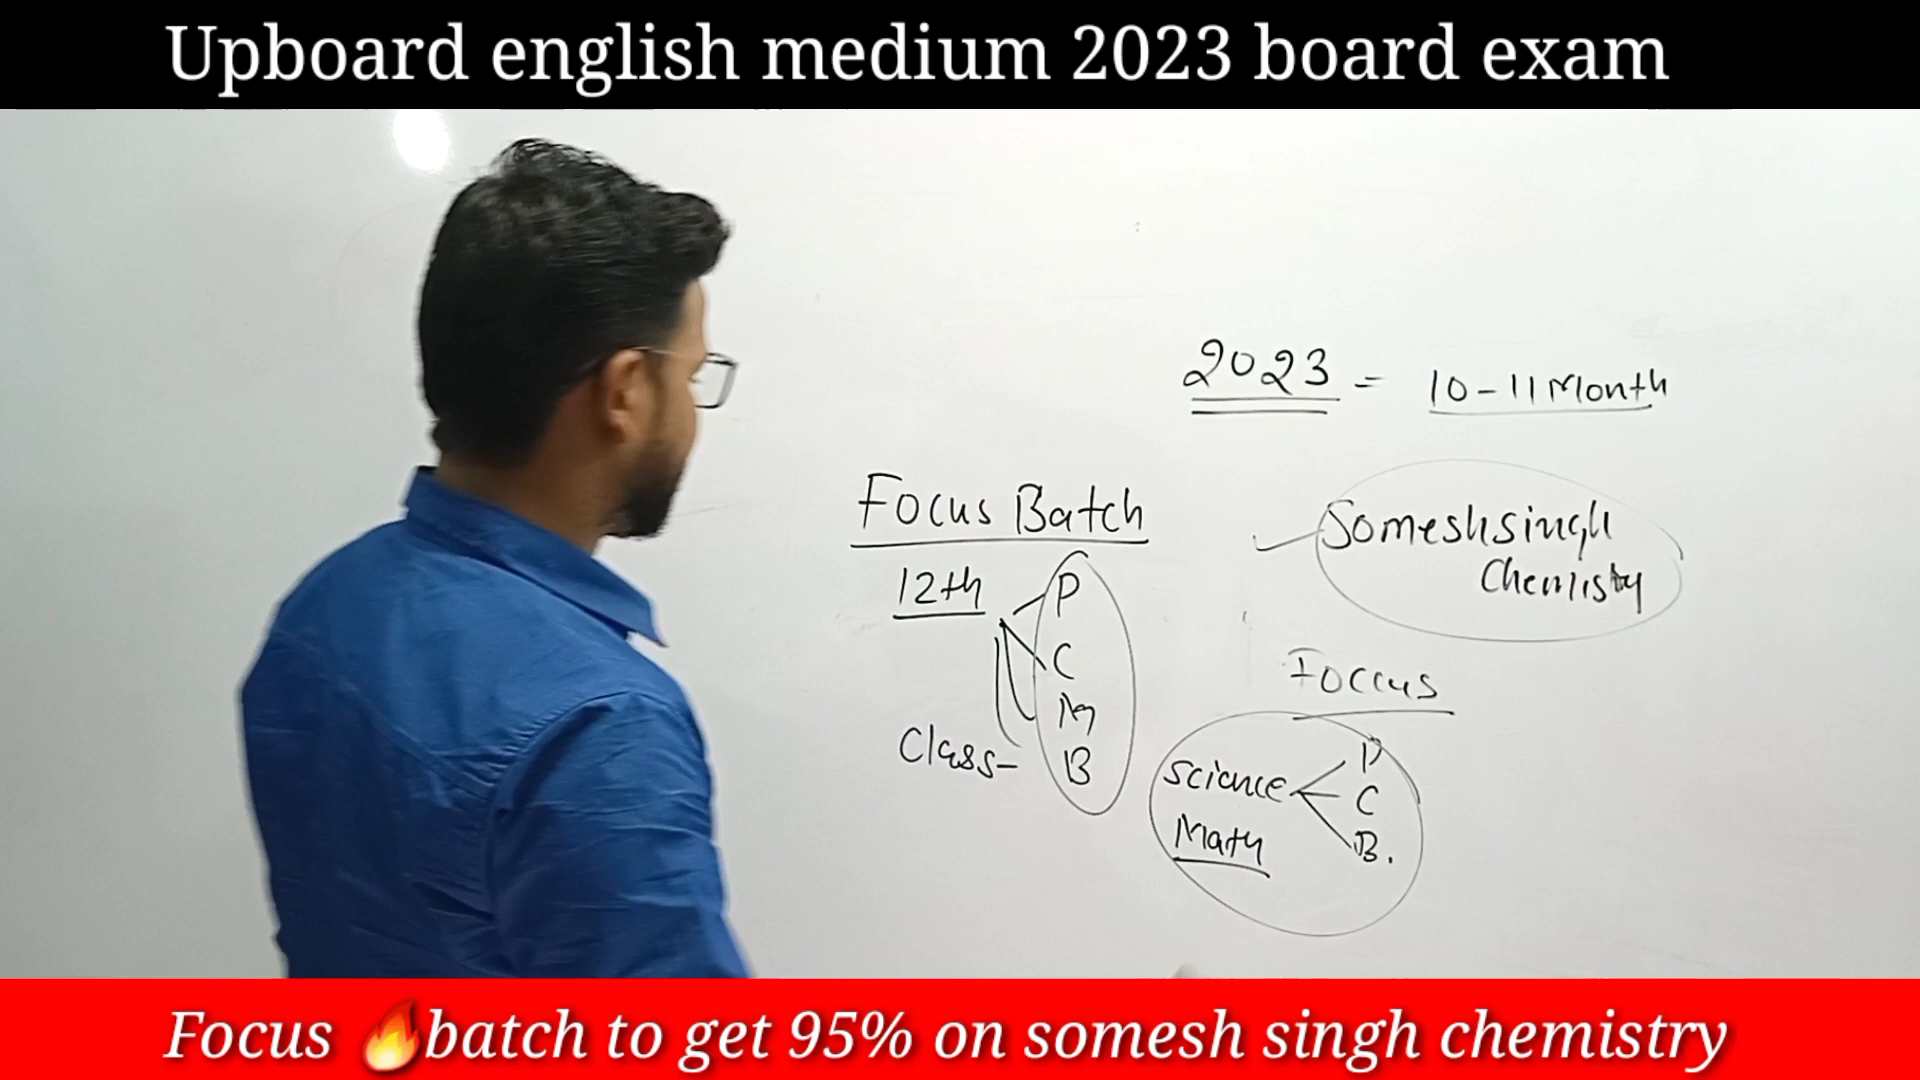 Upboard english medium 2023 board exam
2023 = 10-11 Month
Focus Batch
Someshsingh
Chemistry
12th
P
C
M
B
Class-
Foccus
Science
P
C
B.
Math
Focus 🔥batch to get 95% on somesh singh chemistry